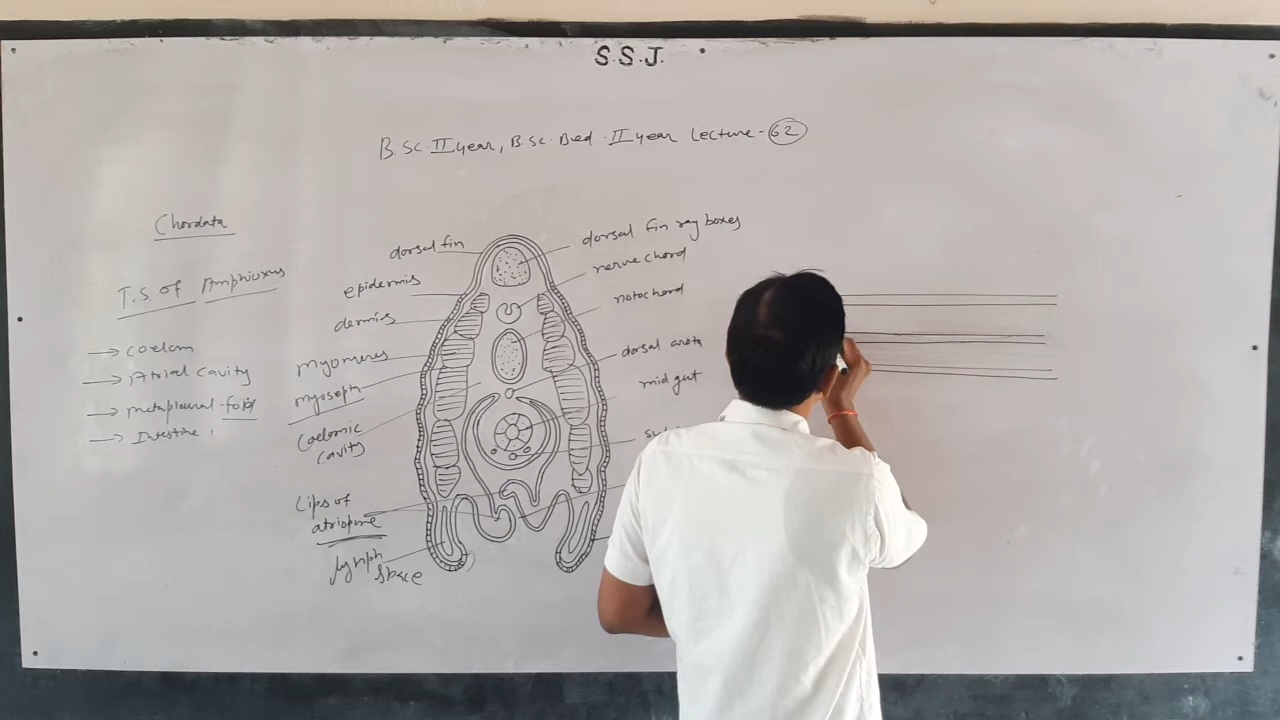 S.S.J.
B.Sc. II year, B.Sc. Bed. II year Lecture - 62
Chordata
T.S. of Amphioxus
→ Coelom
→ Atrial cavity
→ metapleural fold
→ Intestine
dorsal fin
epidermis
dermis
myomeres
myosepta
Coelomic
cavity
Lips of
atriopore
lymph
space
dorsal fin ray boxes
nerve chord
notochord
dorsal arota
mid gut